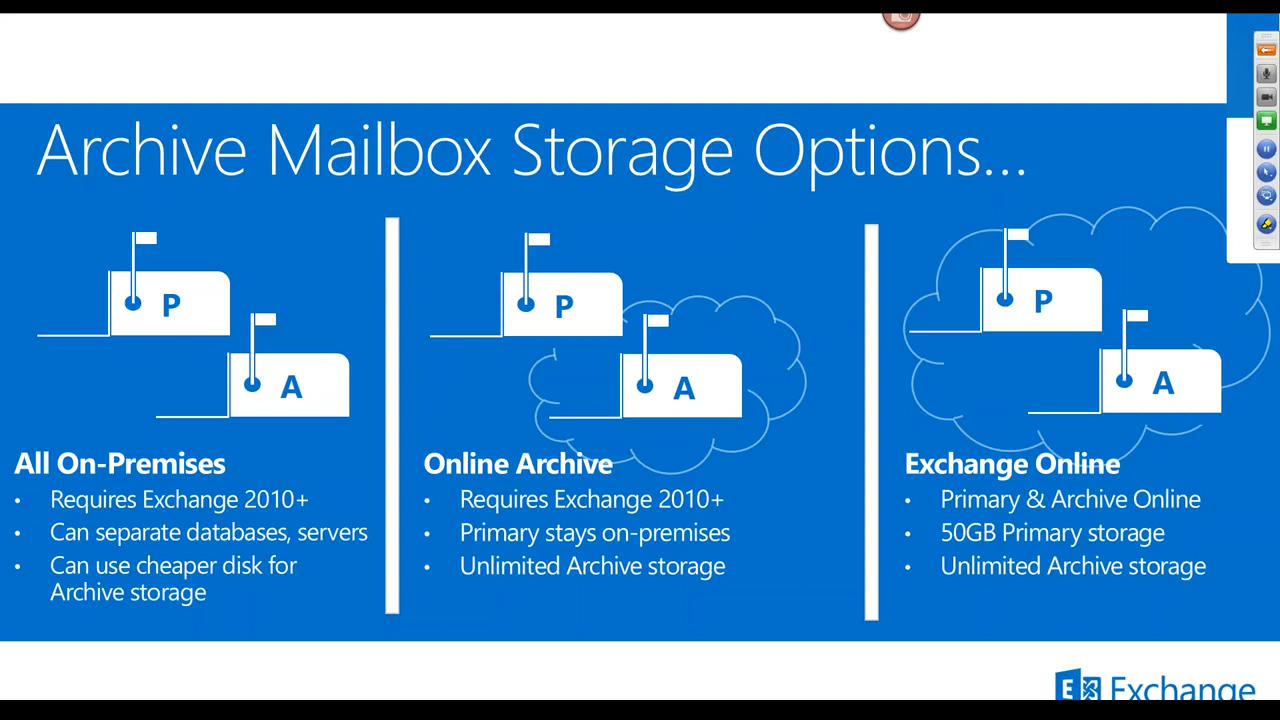 Archive Mailbox Storage Options...
P
A
All On-Premises
• Requires Exchange 2010+
• Can separate databases, servers
• Can use cheaper disk for
Archive storage
P
A
Online Archive
• Requires Exchange 2010+
• Primary stays on-premises
• Unlimited Archive storage
P
A
Exchange Online
• Primary & Archive Online
• 50GB Primary storage
• Unlimited Archive storage
E Exchange